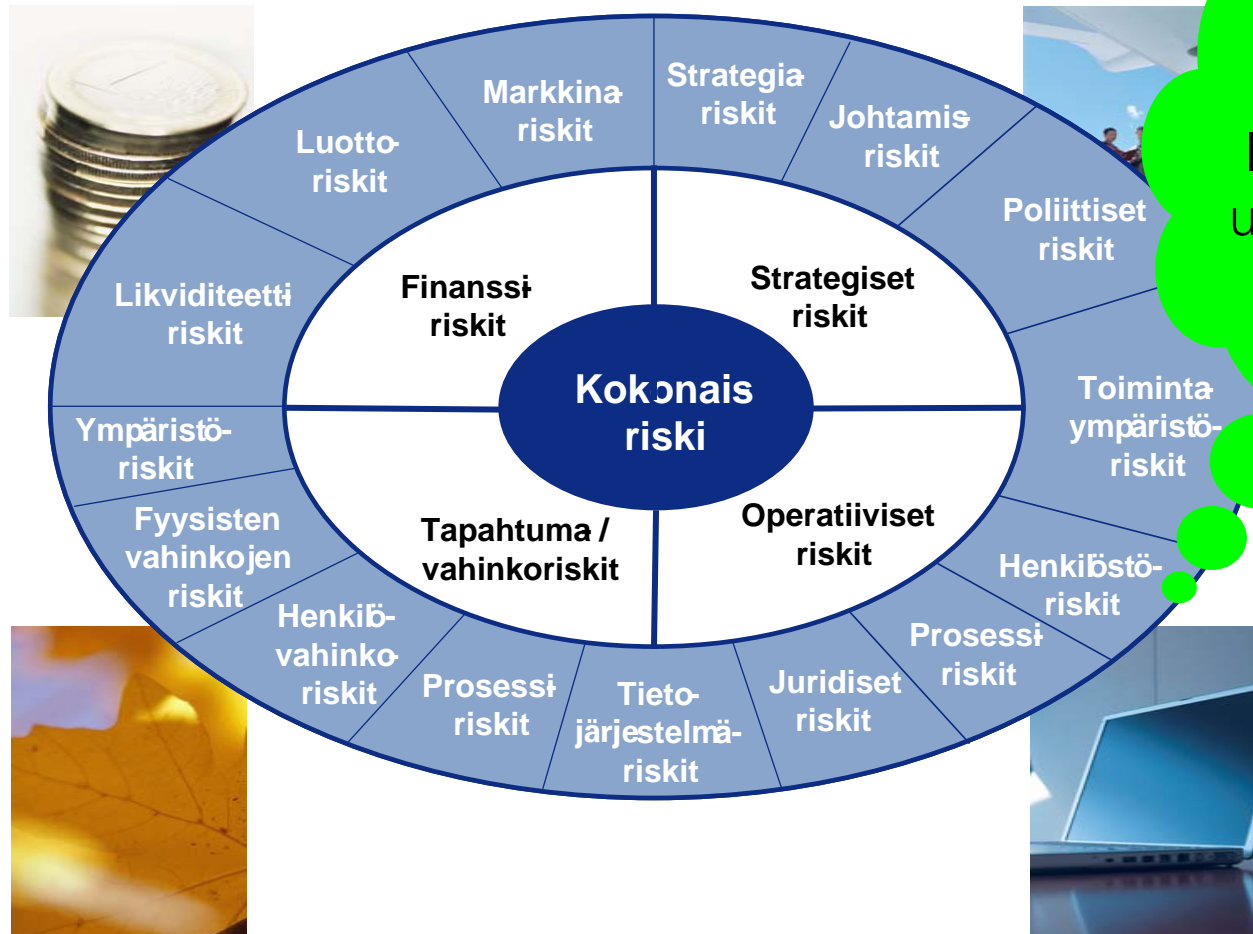 Markkina-
riskit
Strategia-
riskit
Johtamis-
riskit
Luotto-
riskit
Poliittiset
riskit
Likviditeetti-
riskit
Finanssi-
riskit
Strategiset
riskit
Kokonais
riski
Toiminta-
ympäristö-
riskit
Ympäristö-
riskit
Fyysisten
vahinkojen
riskit
Tapahtuma /
vahinkoriskit
Operatiiviset
riskit
Henkilöstö-
riskit
Henkilö-
vahinko-
riskit
Prosessi-
riskit
Tieto-
järjestelmä-
riskit
Juridiset
riskit
Prosessi-
riskit